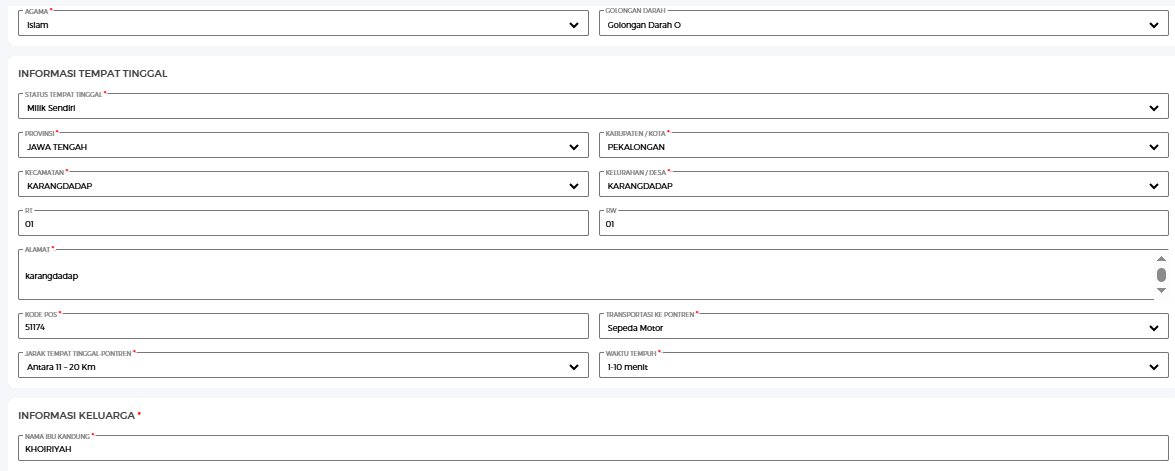 AGAMA * GOLONGAN DARAH
Islam Golongan Darah O
INFORMASI TEMPAT TINGGAL
STATUS TEMPAT TINGGAL *
Milik Sendiri
PROVINSI * KABUPATEN / KOTA *
JAWA TENGAH PEKALONGAN
KECAMATAN * KELURAHAN / DESA *
KARANGDADAP KARANGDADAP
RT RW
01 01
ALAMAT *
karangdadap
KODE POS * TRANSPORTASI KE PONTREN *
51174 Sepeda Motor
JARAK TEMPAT TINGGAL-PONTREN * WAKTU TEMPUH *
Antara 11 - 20 Km 1-10 menit
INFORMASI KELUARGA *
NAMA IBU KANDUNG *
KHOIRIYAH